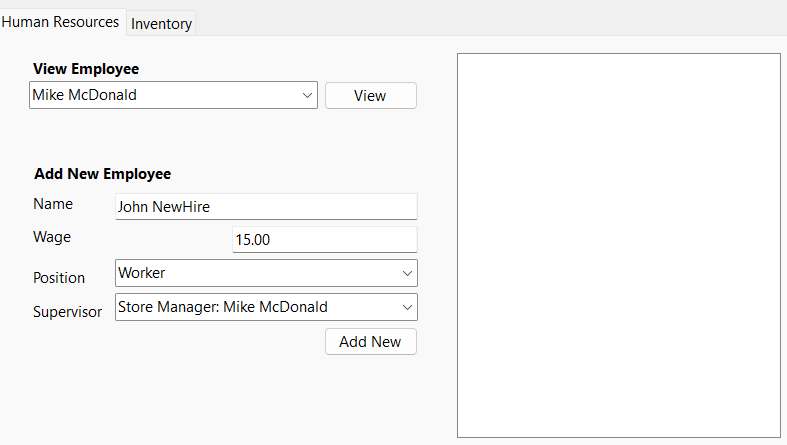 Human Resources Inventory
View Employee
Mike McDonald View
Add New Employee
Name John NewHire
Wage 15.00
Position Worker
Supervisor Store Manager: Mike McDonald
Add New